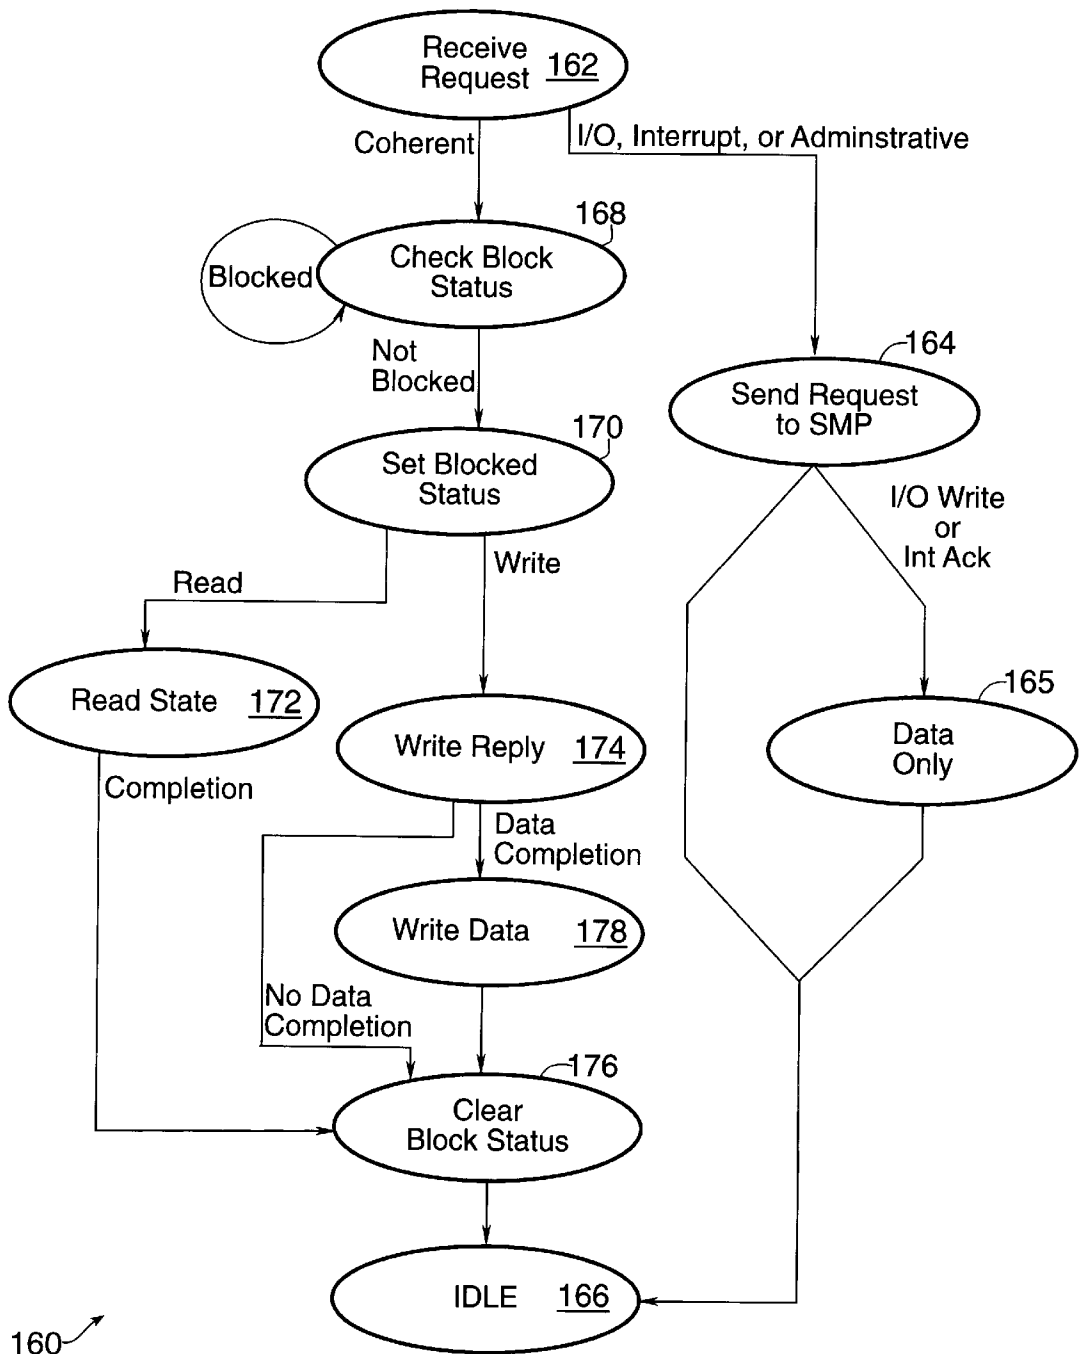 Receive
Request 162
Coherent
I/O, Interrupt, or Adminstrative
168
Check Block
Status
Blocked
Not
Blocked
164
Send Request
to SMP
170
Set Blocked
Status
I/O Write
or
Int Ack
Write
Read
Read State 172
165
Data
Only
Write Reply 174
Completion
Data
Completion
Write Data 178
No Data
Completion
176
Clear
Block Status
IDLE 166
160